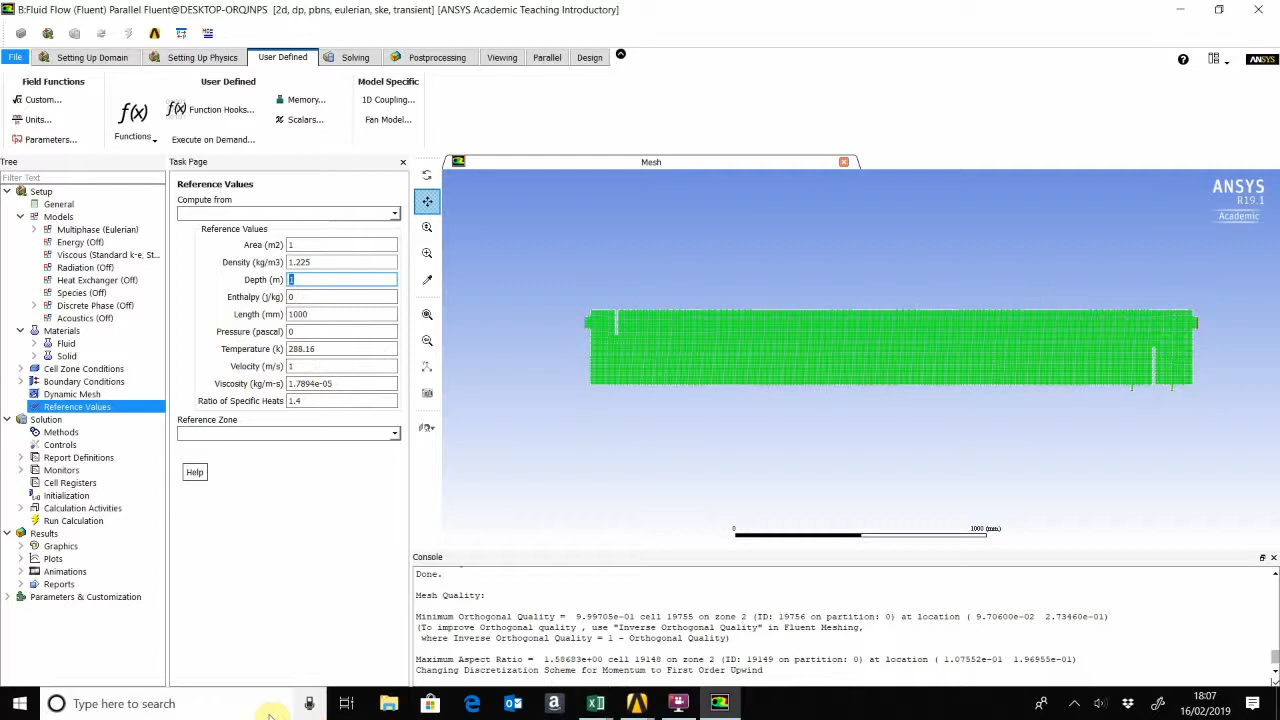 B:Fluid Flow (Fluent) Parallel Fluent@DESKTOP-ORQJNPS [2d, dp, pbns, eulerian, ske, transient] [ANSYS Academic Teaching Introductory]
File Setting Up Domain Setting Up Physics User Defined Solving Postprocessing Viewing Parallel Design ANSYS
Field Functions User Defined Model Specific
Custom... Memory... 1D Coupling...
f(x) f(x) Function Hooks...
Units... Scalars... Fan Model...
Parameters... Functions Execute on Demand...
Tree
Filter Text
Setup
General
Models
Multiphase (Eulerian)
Energy (Off)
Viscous (Standard k-e, St...
Radiation (Off)
Heat Exchanger (Off)
Species (Off)
Discrete Phase (Off)
Acoustics (Off)
Materials
Fluid
Solid
Cell Zone Conditions
Boundary Conditions
Dynamic Mesh
Reference Values
Solution
Methods
Controls
Report Definitions
Monitors
Cell Registers
Initialization
Calculation Activities
Run Calculation
Results
Graphics
Plots
Animations
Reports
Parameters & Customization
Task Page
Reference Values
Compute from
Reference Values
Area (m2) 1
Density (kg/m3) 1.225
Depth (m) 1
Enthalpy (j/kg) 0
Length (mm) 1000
Pressure (pascal) 0
Temperature (k) 288.16
Velocity (m/s) 1
Viscosity (kg/m-s) 1.7894e-05
Ratio of Specific Heats 1.4
Reference Zone
Help
Mesh
ANSYS
R19.1
Academic
0 1000 (mm)
Console
Done.
Mesh Quality:
Minimum Orthogonal Quality = 9.99705e-01 cell 19755 on zone 2 (ID: 19756 on partition: 0) at location ( 9.70600e-02 2.73460e-01)
(To improve Orthogonal quality , use "Inverse Orthogonal Quality" in Fluent Meshing,
where Inverse Orthogonal Quality = 1 - Orthogonal Quality)
Maximum Aspect Ratio = 1.58683e+00 cell 19148 on zone 2 (ID: 19149 on partition: 0) at location ( 1.07552e-01 1.96955e-01)
Changing Discretization Scheme for Momentum to First Order Upwind
Type here to search
18:07
16/02/2019